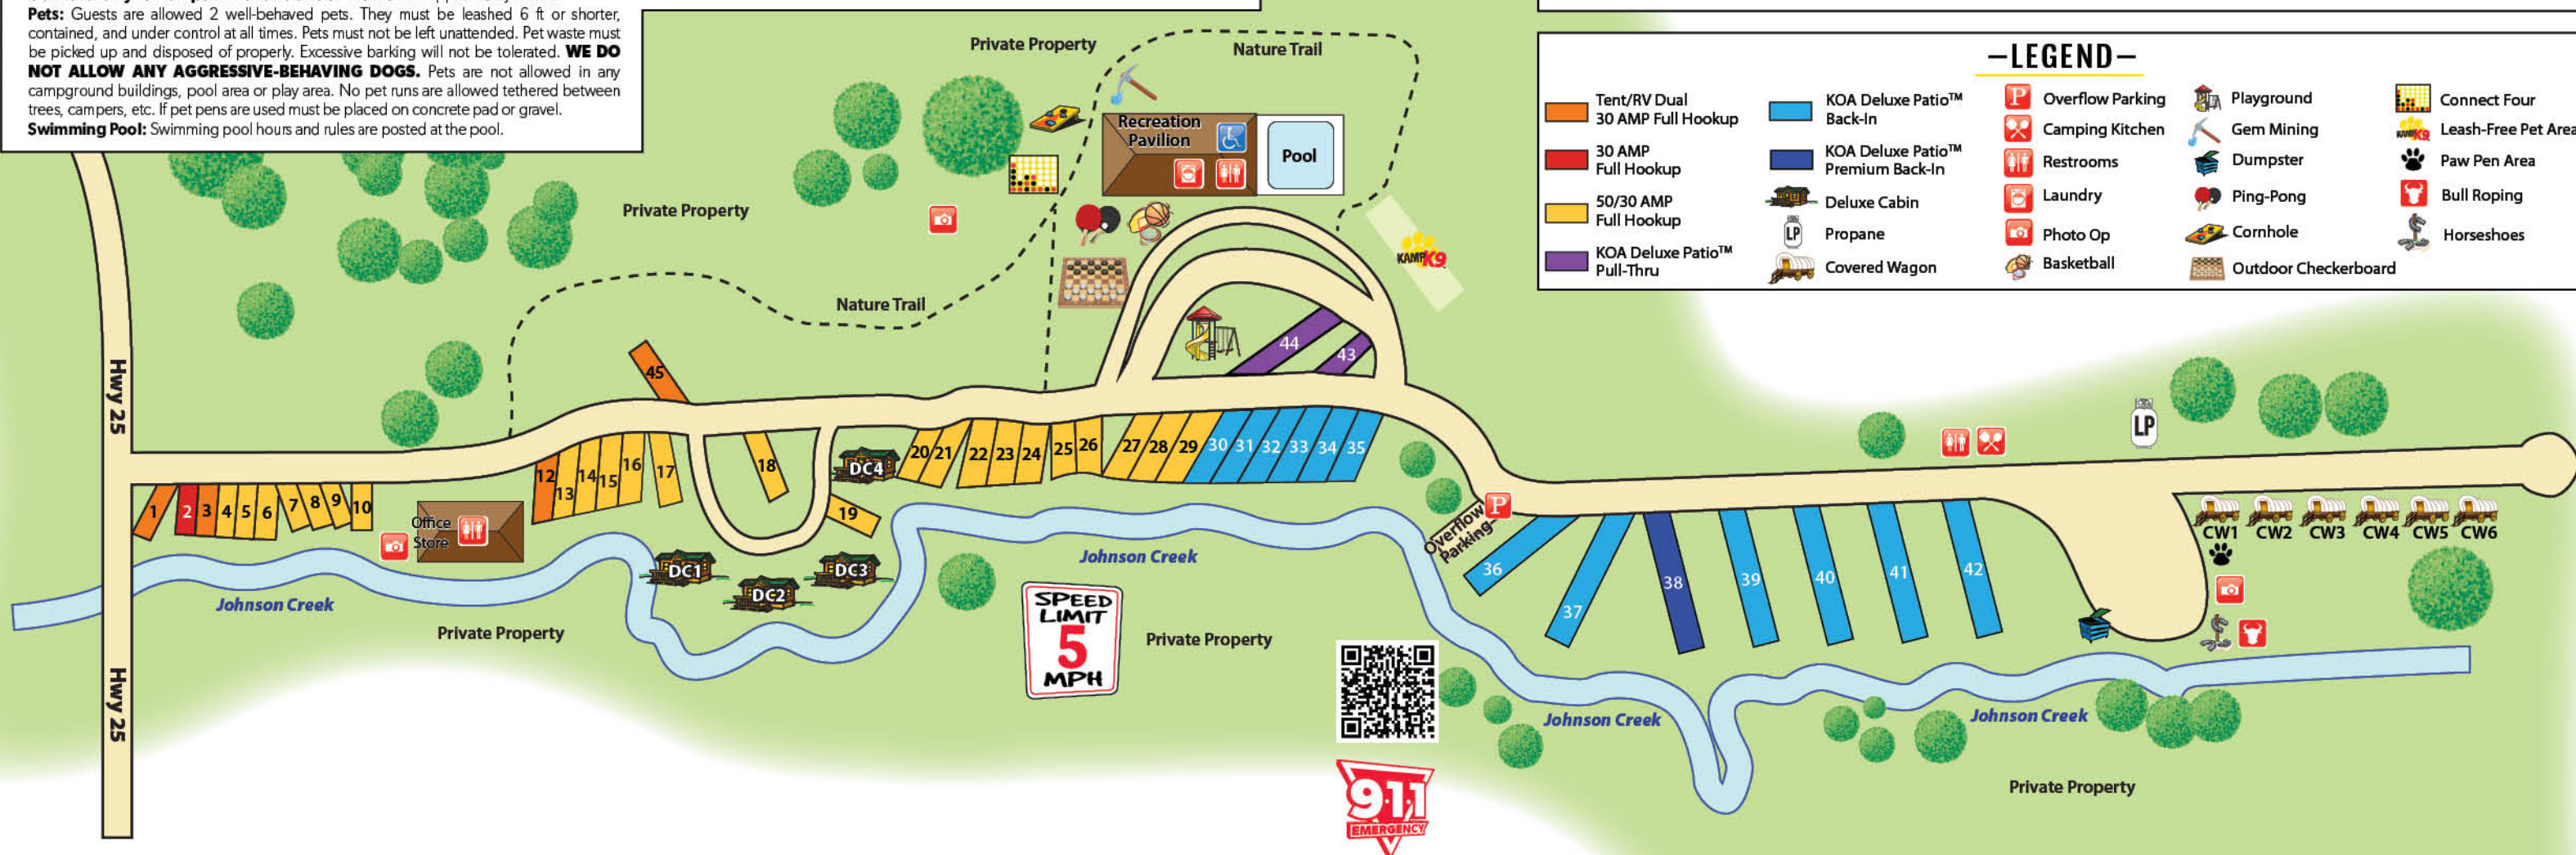 Pets: Guests are allowed 2 well-behaved pets. They must be leashed 6 ft or shorter,
contained, and under control at all times. Pets must not be left unattended. Pet waste must
be picked up and disposed of properly. Excessive barking will not be tolerated. WE DO
NOT ALLOW ANY AGGRESSIVE-BEHAVING DOGS. Pets are not allowed in any
campground buildings, pool area or play area. No pet runs are allowed tethered between
trees, campers, etc. If pet pens are used must be placed on concrete pad or gravel.
Swimming Pool: Swimming pool hours and rules are posted at the pool.
–LEGEND–
Tent/RV Dual
30 AMP Full Hookup
30 AMP
Full Hookup
50/30 AMP
Full Hookup
KOA Deluxe Patio™
Pull-Thru
KOA Deluxe Patio™
Back-In
KOA Deluxe Patio™
Premium Back-In
Deluxe Cabin
LP
Propane
Covered Wagon
P
Overflow Parking
Camping Kitchen
Restrooms
Laundry
Photo Op
Basketball
Playground
Gem Mining
Dumpster
Ping-Pong
Cornhole
Outdoor Checkerboard
Connect Four
KAMP K9
Leash-Free Pet Area
Paw Pen Area
Bull Roping
Horseshoes
Private Property
Nature Trail
Recreation
Pavilion
Pool
Private Property
KAMP K9
Nature Trail
Hwy 25
45
44
43
LP
1
2
3
4
5
6
7
8
9
10
Office
Store
12
13
14
15
16
17
18
19
DC4
20
21
22
23
24
25
26
27
28
29
30
31
32
33
34
35
P
Overflow
Parking
36
37
38
39
40
41
42
CW1
CW2
CW3
CW4
CW5
CW6
DC1
DC2
DC3
Johnson Creek
Johnson Creek
Private Property
SPEED
LIMIT
5
MPH
Private Property
Hwy 25
Johnson Creek
Johnson Creek
Private Property
9·1·1
EMERGENCY